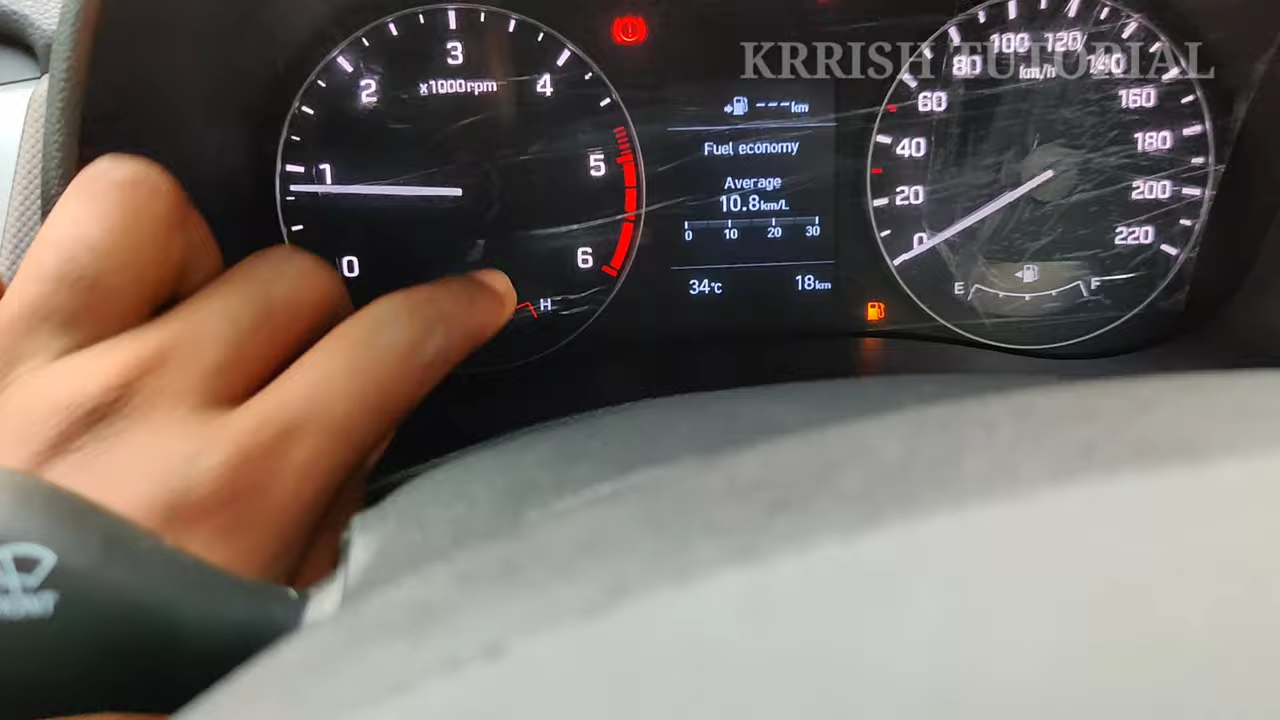 KRRISH TUTORIAL
0
1
2
3
4
5
6
x1000rpm
H
---km
Fuel economy
Average
10.8km/L
0 10 20 30
34°C 18km
0
20
40
60
80
100
120
140
160
180
200
220
km/h
E F